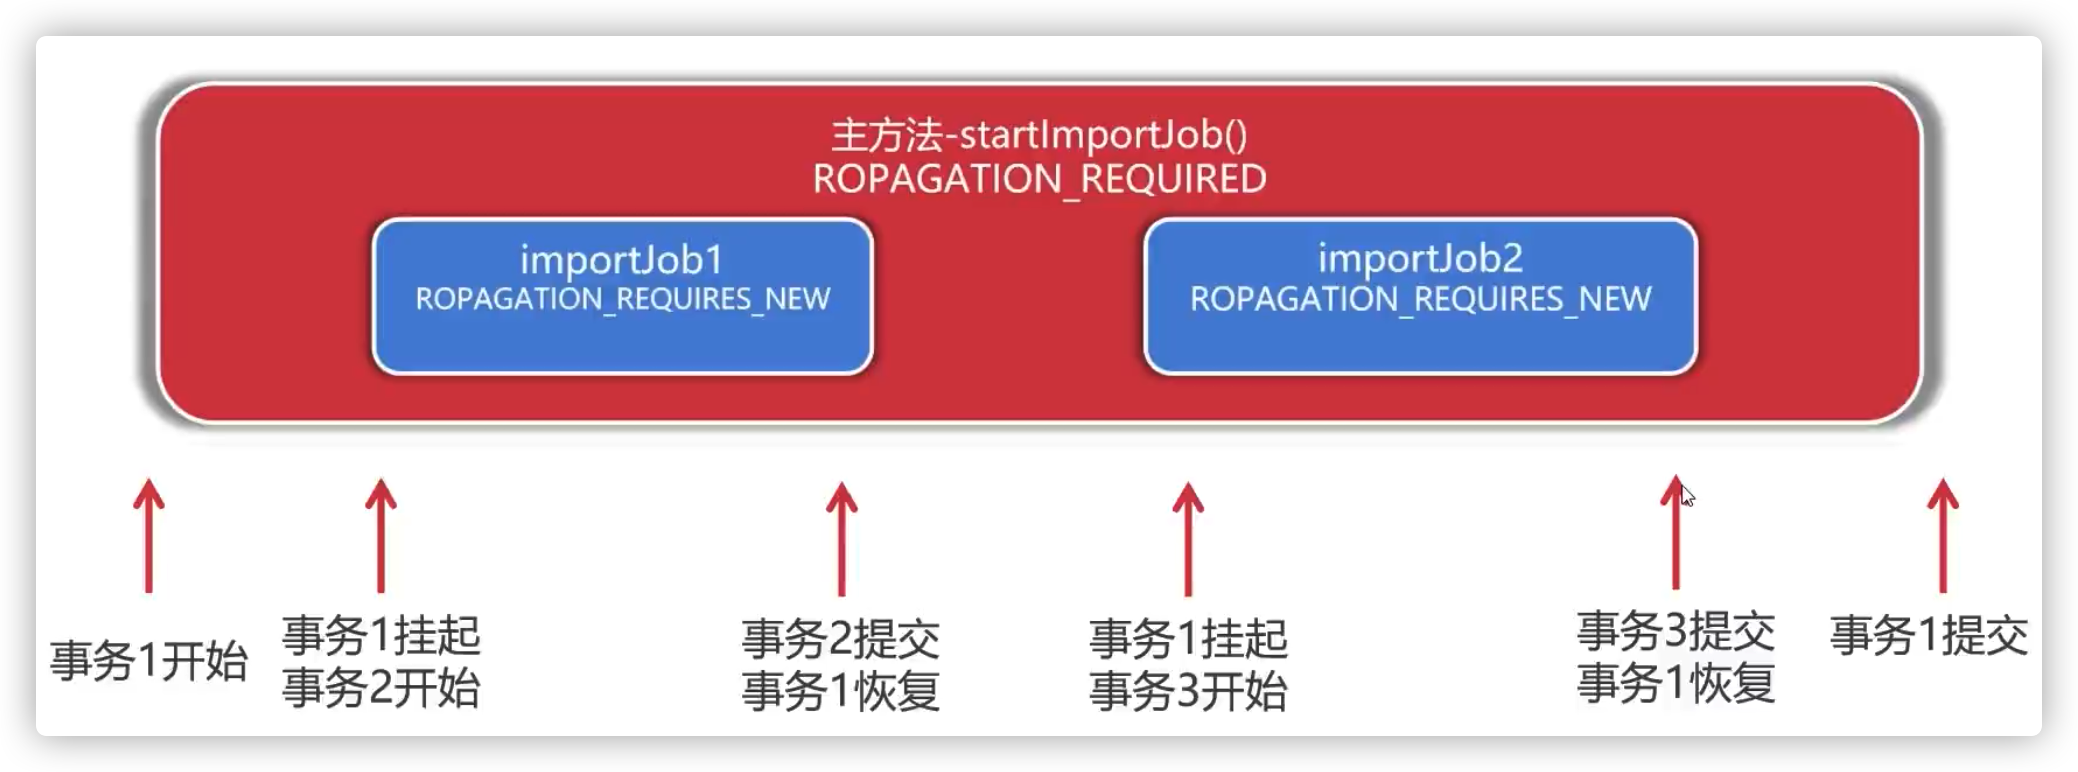 主方法-startImportJob()
ROPAGATION_REQUIRED
importJob1
ROPAGATION_REQUIRES_NEW
importJob2
ROPAGATION_REQUIRES_NEW
事务1开始
事务1挂起
事务2开始
事务2提交
事务1恢复
事务1挂起
事务3开始
事务3提交
事务1恢复
事务1提交